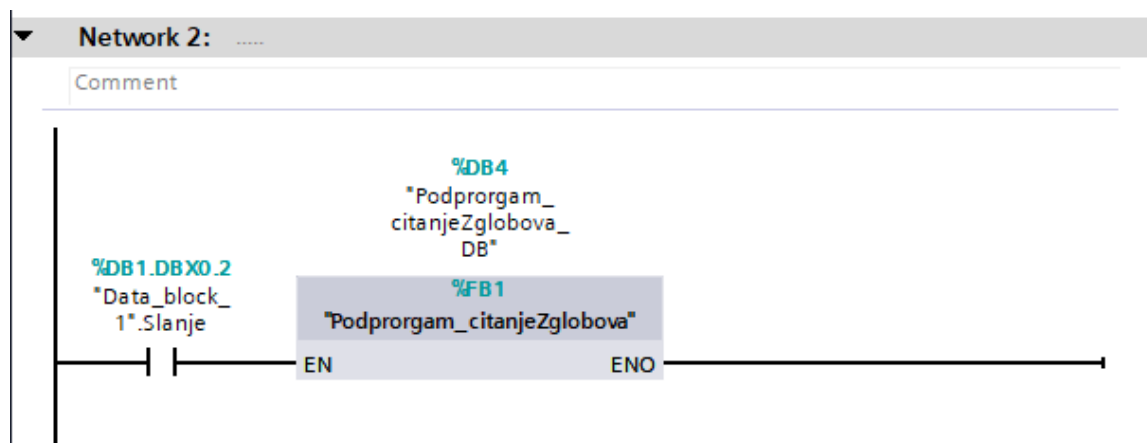 Network 2: .....
Comment
%DB4
"Podprorgam_
citanjeZglobova_
DB"
%DB1.DBX0.2
"Data_block_
1".Slanje
%FB1
"Podprorgam_citanjeZglobova"
EN ENO